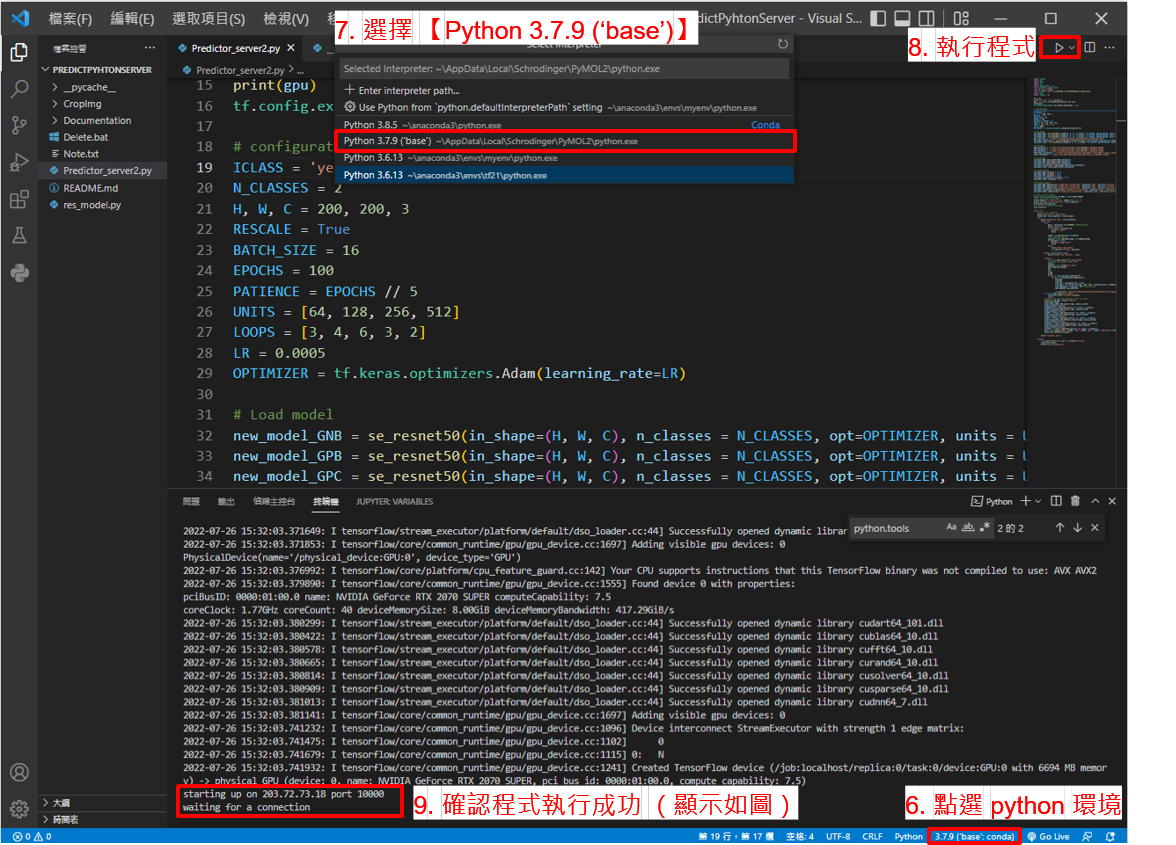 檔案(F) 編輯(E) 選取項目(S) 檢視(V)
dictPyhtonServer - Visual S...
7. 選擇【Python 3.7.9 (‘base’)】
8. 執行程式
檔案總管
PREDICTPYHTONSERVER
__pycache__
CropImg
Documentation
Delete.bat
Note.txt
Predictor_server2.py
README.md
res_model.py
大綱
時間表
Predictor_server2.py
Predictor_server2.py > ...
Select Interpreter
Selected Interpreter: ~\AppData\Local\Schrodinger\PyMOL2\python.exe
Enter interpreter path...
Use Python from `python.defaultInterpreterPath` setting ~\anaconda3\envs\myenv\python.exe
Python 3.8.5 ~\anaconda3\python.exe Conda
Python 3.7.9 ('base') ~\AppData\Local\Schrodinger\PyMOL2\python.exe
Python 3.6.13 ~\anaconda3\envs\myenv\python.exe
Python 3.6.13 ~\anaconda3\envs\tf21\python.exe
15 print(gpu)
16 tf.config.ex
17
18 # configurat
19 ICLASS = 'ye
20 N_CLASSES = 2
21 H, W, C = 200, 200, 3
22 RESCALE = True
23 BATCH_SIZE = 16
24 EPOCHS = 100
25 PATIENCE = EPOCHS // 5
26 UNITS = [64, 128, 256, 512]
27 LOOPS = [3, 4, 6, 3, 2]
28 LR = 0.0005
29 OPTIMIZER = tf.keras.optimizers.Adam(learning_rate=LR)
30
31 # Load model
32 new_model_GNB = se_resnet50(in_shape=(H, W, C), n_classes = N_CLASSES, opt=OPTIMIZER, units = U
33 new_model_GPB = se_resnet50(in_shape=(H, W, C), n_classes = N_CLASSES, opt=OPTIMIZER, units = U
34 new_model_GPC = se_resnet50(in_shape=(H, W, C), n_classes = N_CLASSES, opt=OPTIMIZER, units = U
問題 輸出 偵錯主控台 終端機 JUPYTER: VARIABLES
Python
python.tools Aa ab 2 的 2
2022-07-26 15:32:03.371649: I tensorflow/stream_executor/platform/default/dso_loader.cc:44] Successfully opened dynamic librar
2022-07-26 15:32:03.371853: I tensorflow/core/common_runtime/gpu/gpu_device.cc:1697] Adding visible gpu devices: 0
PhysicalDevice(name='/physical_device:GPU:0', device_type='GPU')
2022-07-26 15:32:03.376992: I tensorflow/core/platform/cpu_feature_guard.cc:142] Your CPU supports instructions that this TensorFlow binary was not compiled to use: AVX AVX2
2022-07-26 15:32:03.379890: I tensorflow/core/common_runtime/gpu/gpu_device.cc:1555] Found device 0 with properties:
pciBusID: 0000:01:00.0 name: NVIDIA GeForce RTX 2070 SUPER computeCapability: 7.5
coreClock: 1.77GHz coreCount: 40 deviceMemorySize: 8.00GiB deviceMemoryBandwidth: 417.29GiB/s
2022-07-26 15:32:03.380299: I tensorflow/stream_executor/platform/default/dso_loader.cc:44] Successfully opened dynamic library cudart64_101.dll
2022-07-26 15:32:03.380422: I tensorflow/stream_executor/platform/default/dso_loader.cc:44] Successfully opened dynamic library cublas64_10.dll
2022-07-26 15:32:03.380578: I tensorflow/stream_executor/platform/default/dso_loader.cc:44] Successfully opened dynamic library cufft64_10.dll
2022-07-26 15:32:03.380665: I tensorflow/stream_executor/platform/default/dso_loader.cc:44] Successfully opened dynamic library curand64_10.dll
2022-07-26 15:32:03.380814: I tensorflow/stream_executor/platform/default/dso_loader.cc:44] Successfully opened dynamic library cusolver64_10.dll
2022-07-26 15:32:03.380909: I tensorflow/stream_executor/platform/default/dso_loader.cc:44] Successfully opened dynamic library cusparse64_10.dll
2022-07-26 15:32:03.381013: I tensorflow/stream_executor/platform/default/dso_loader.cc:44] Successfully opened dynamic library cudnn64_7.dll
2022-07-26 15:32:03.381141: I tensorflow/core/common_runtime/gpu/gpu_device.cc:1697] Adding visible gpu devices: 0
2022-07-26 15:32:03.741232: I tensorflow/core/common_runtime/gpu/gpu_device.cc:1096] Device interconnect StreamExecutor with strength 1 edge matrix:
2022-07-26 15:32:03.741475: I tensorflow/core/common_runtime/gpu/gpu_device.cc:1102] 0
2022-07-26 15:32:03.741679: I tensorflow/core/common_runtime/gpu/gpu_device.cc:1115] 0: N
2022-07-26 15:32:03.741932: I tensorflow/core/common_runtime/gpu/gpu_device.cc:1241] Created TensorFlow device (/job:localhost/replica:0/task:0/device:GPU:0 with 6694 MB memor
y) -> physical GPU (device: 0, name: NVIDIA GeForce RTX 2070 SUPER, pci bus id: 0000:01:00.0, compute capability: 7.5)
starting up on 203.72.73.18 port 10000
waiting for a connection
9. 確認程式執行成功 （顯示如圖）
6. 點選 python 環境
0 0
第 19 行，第 17 欄 空格: 4 UTF-8 CRLF Python 3.7.9 ('base': conda) Go Live